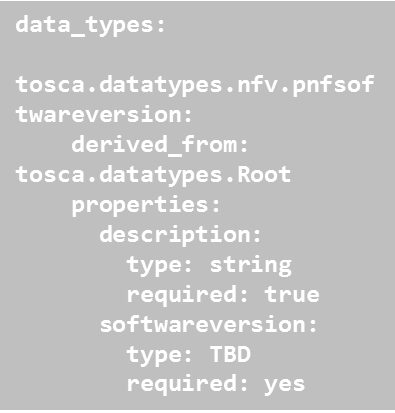 data_types:
tosca.datatypes.nfv.pnfsof
twareversion:
derived_from:
tosca.datatypes.Root
properties:
description:
type: string
required: true
softwareversion:
type: TBD
required: yes